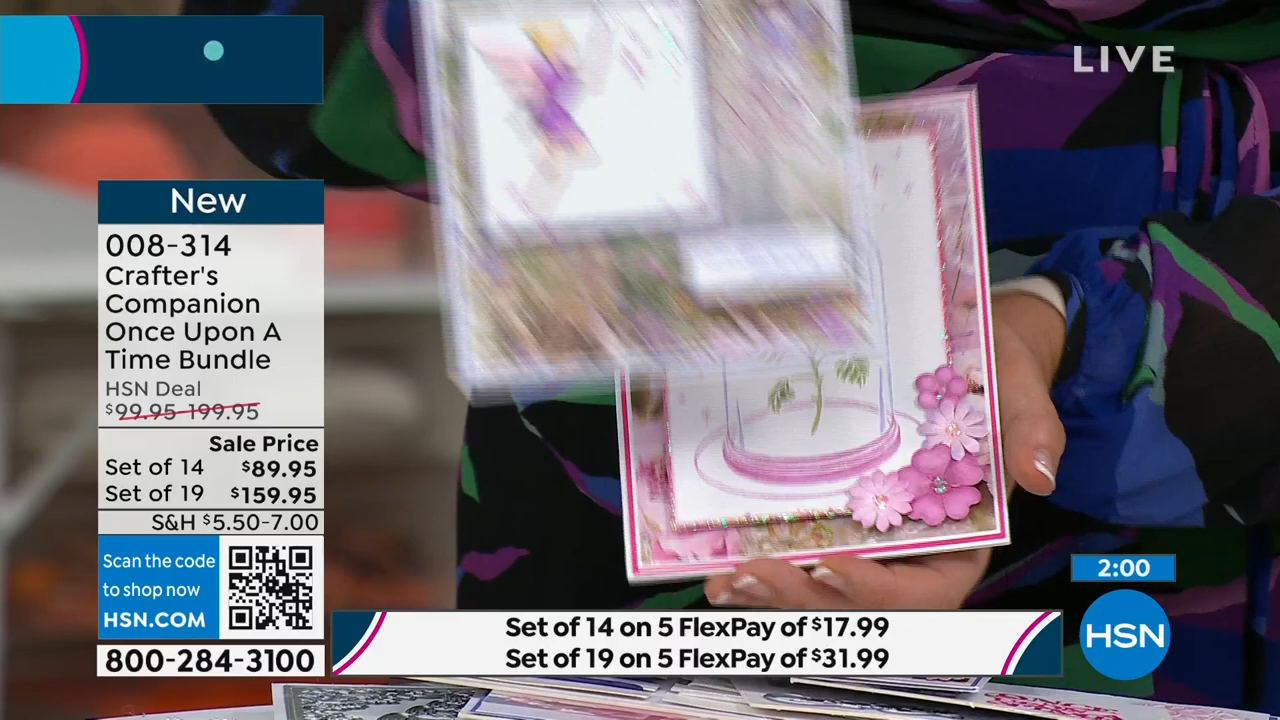 LIVE
New
008-314
Crafter's
Companion
Once Upon A
Time Bundle
HSN Deal
$99.95-199.95
Sale Price
Set of 14 $89.95
Set of 19 $159.95
S&H $5.50-7.00
Scan the code
to shop now
HSN.COM
800-284-3100
Set of 14 on 5 FlexPay of $17.99
Set of 19 on 5 FlexPay of $31.99
2:00
HSN